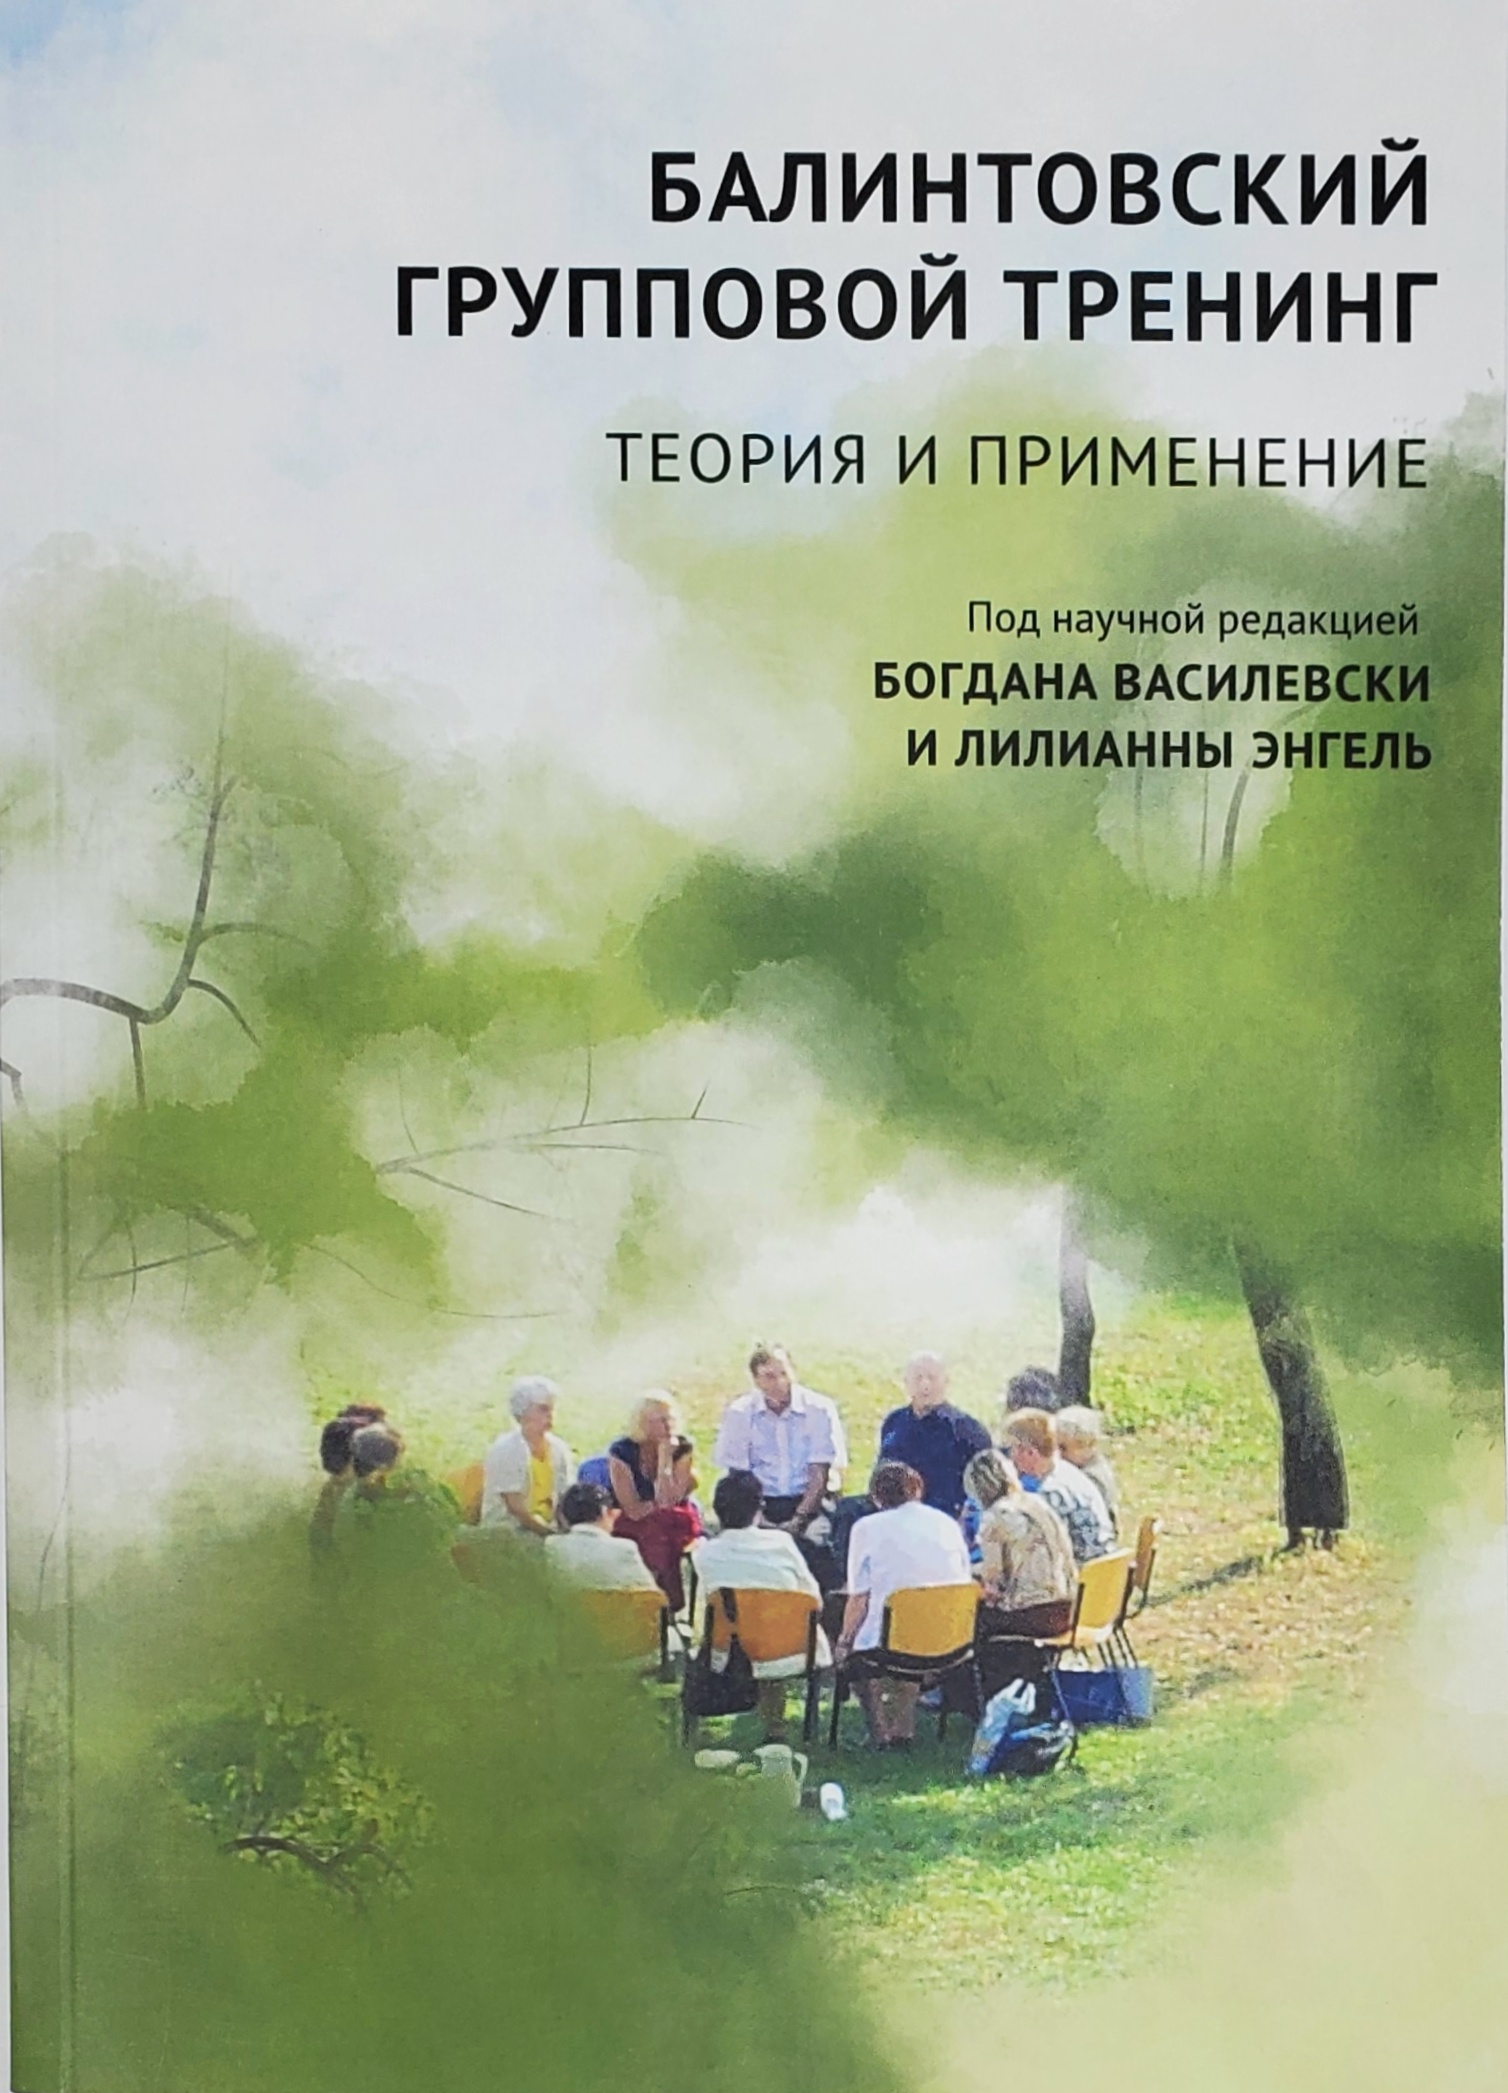 БАЛИНТОВСКИЙ
ГРУППОВОЙ ТРЕНИНГ
ТЕОРИЯ И ПРИМЕНЕНИЕ
Под научной редакцией
БОГДАНА ВАСИЛЕВСКИ
И ЛИЛИАННЫ ЭНГЕЛЬ